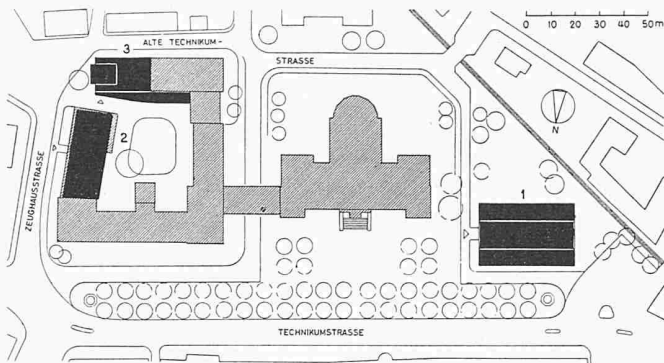 0 10 20 30 40 50m
3 ALTE TECHNIKUM-
STRASSE
N
2
1
ZEUGHAUSSTRASSE
TECHNIKUMSTRASSE